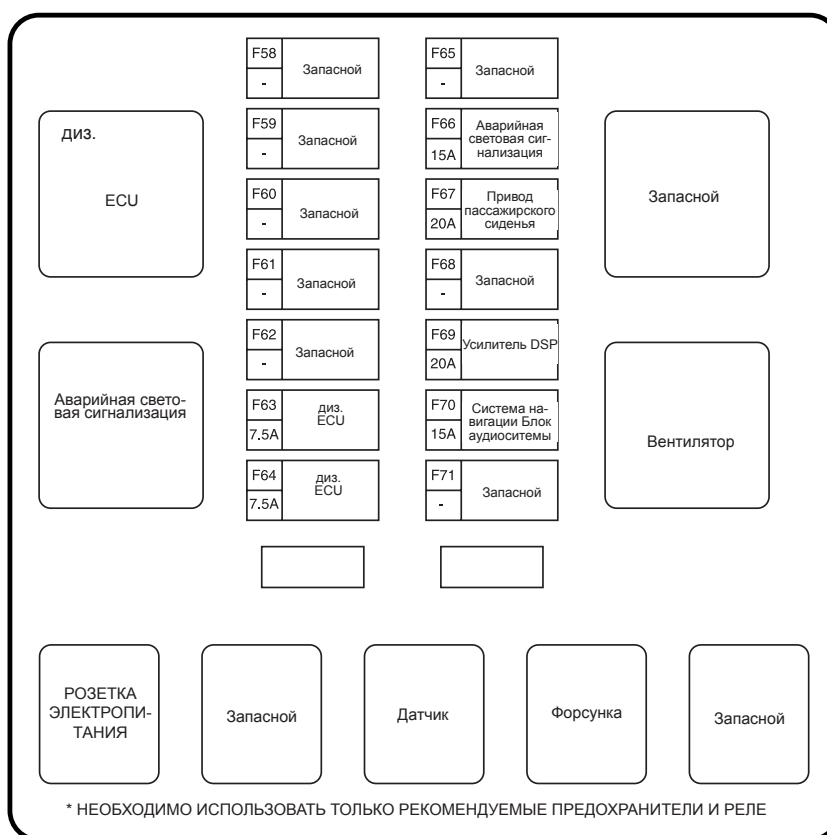 F58
-
Запасной
F59
-
Запасной
F60
-
Запасной
F61
-
Запасной
F62
-
Запасной
F63
7.5A
диз.
ECU
F64
7.5A
диз.
ECU
F65
-
Запасной
F66
15A
Аварийная
световая сиг-
нализация
F67
20A
Привод
пассажирского
сиденья
F68
-
Запасной
F69
20A
Усилитель DSP
F70
15A
Система на-
вигации Блок
аудиоситемы
F71
-
Запасной
диз.
ECU
Аварийная свето-
вая сигнализация
Запасной
Вентилятор
РОЗЕТКА
ЭЛЕКТРОПИ-
ТАНИЯ
Запасной
Датчик
Форсунка
Запасной
* НЕОБХОДИМО ИСПОЛЬЗОВАТЬ ТОЛЬКО РЕКОМЕНДУЕМЫЕ ПРЕДОХРАНИТЕЛИ И РЕЛЕ